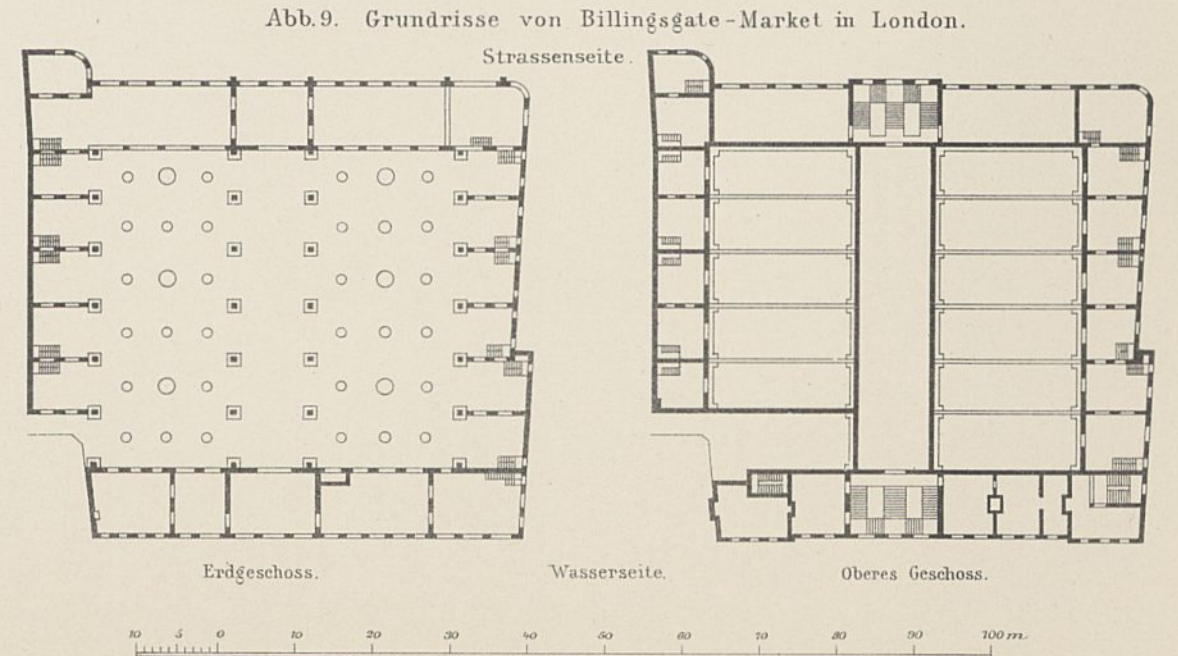 Abb. 9. Grundrisse von Billingsgate-Market in London.
Strassenseite.
Erdgeschoss.
Wasserseite.
Oberes Geschoss.
10 5 0 10 20 30 40 50 60 70 80 90 100 m